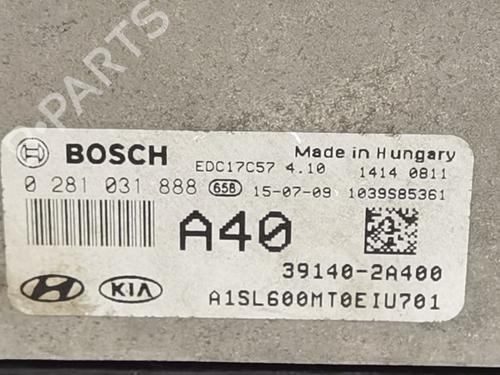 BOSCH
EDC17C57 4.10
Made in Hungary
1414 0811
0 281 031 888 658 15-07-09 1039S85361
A40
39140-2A400
KIA
A1SL600MT0EIU701
B-PARTS